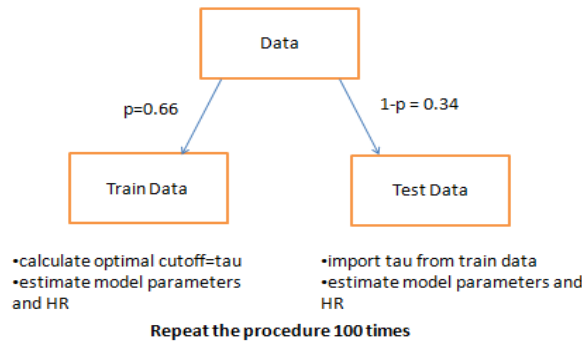 Data
p=0.66
1-p = 0.34
Train Data
Test Data
•calculate optimal cutoff=tau
•estimate model parameters
and HR
•import tau from train data
•estimate model parameters and
HR
Repeat the procedure 100 times